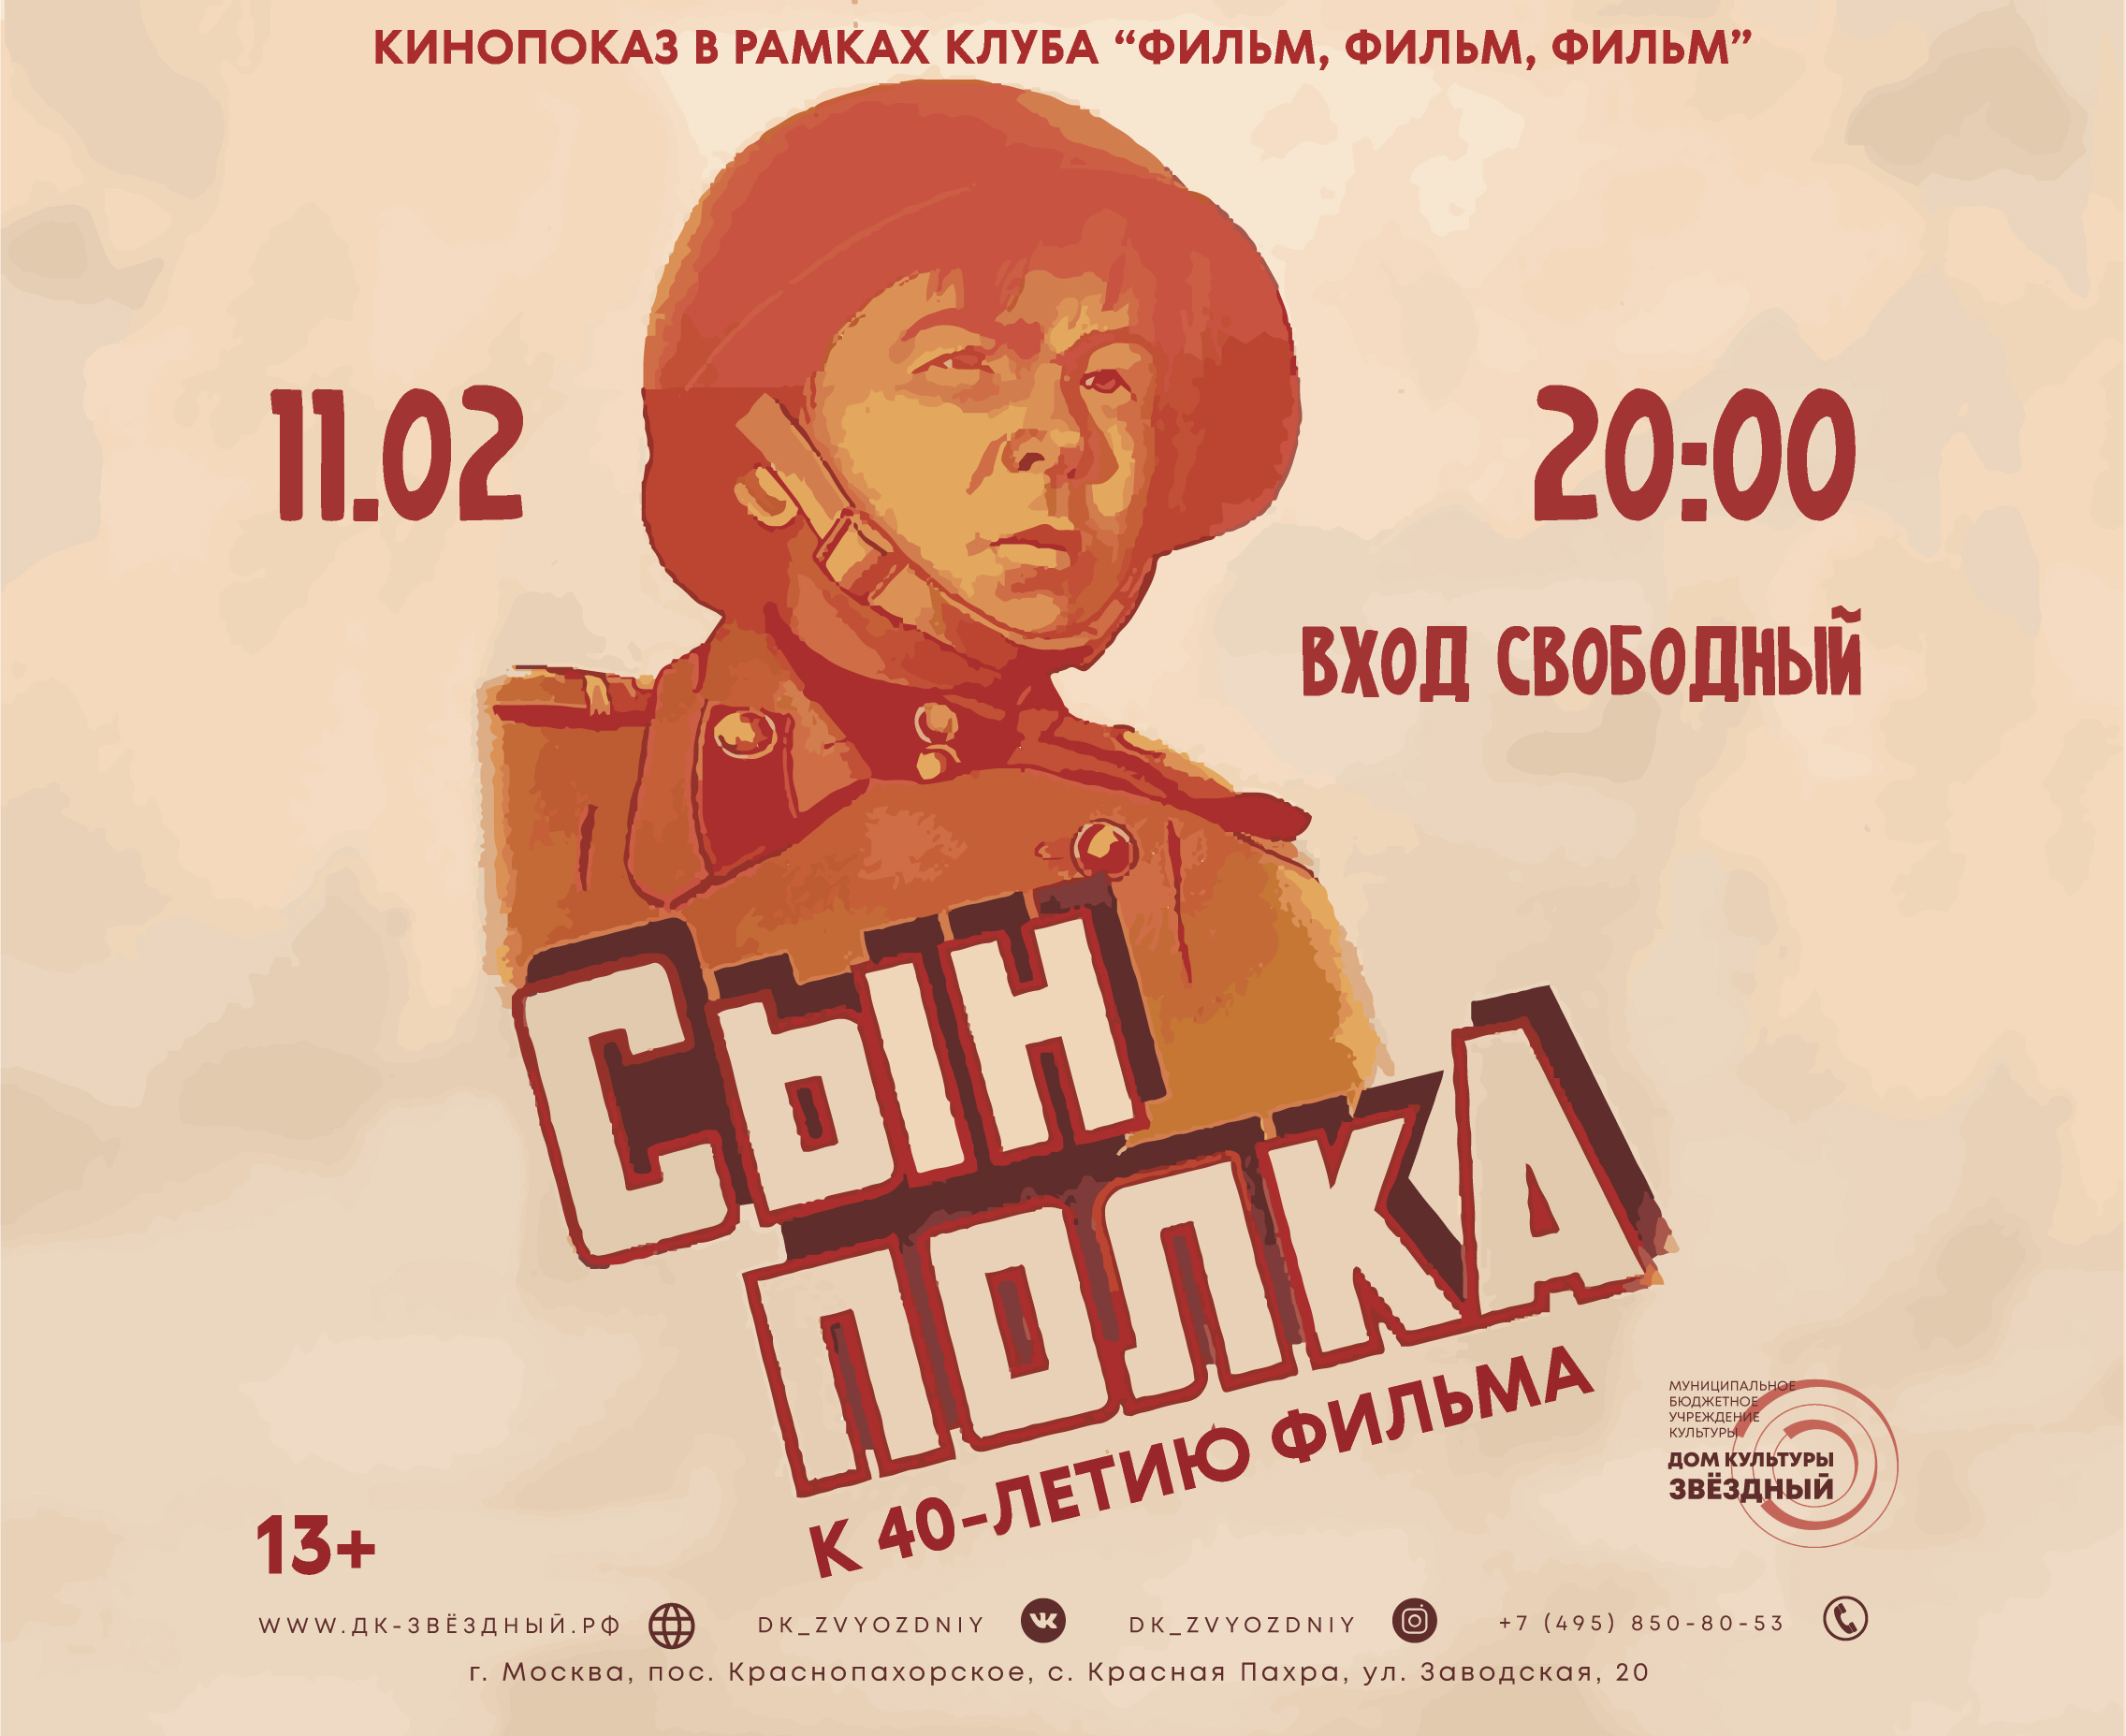 КИНОПОКАЗ В РАМКАХ КЛУБА “ФИЛЬМ, ФИЛЬМ, ФИЛЬМ”
11.02
20:00
ВХОД СВОБОДНЫЙ
СЫН
ПОЛКА
К 40-ЛЕТИЮ ФИЛЬМА
МУНИЦИПАЛЬНОЕ
БЮДЖЕТНОЕ
УЧРЕЖДЕНИЕ
КУЛЬТУРЫ
ДОМ КУЛЬТУРЫ
ЗВЁЗДНЫЙ
13+
WWW.ДК-ЗВЁЗДНЫЙ.РФ DK_ZVYOZDNIY DK_ZVYOZDNIY +7 (495) 850-80-53
г. Москва, пос. Краснопахорское, с. Красная Пахра, ул. Заводская, 20